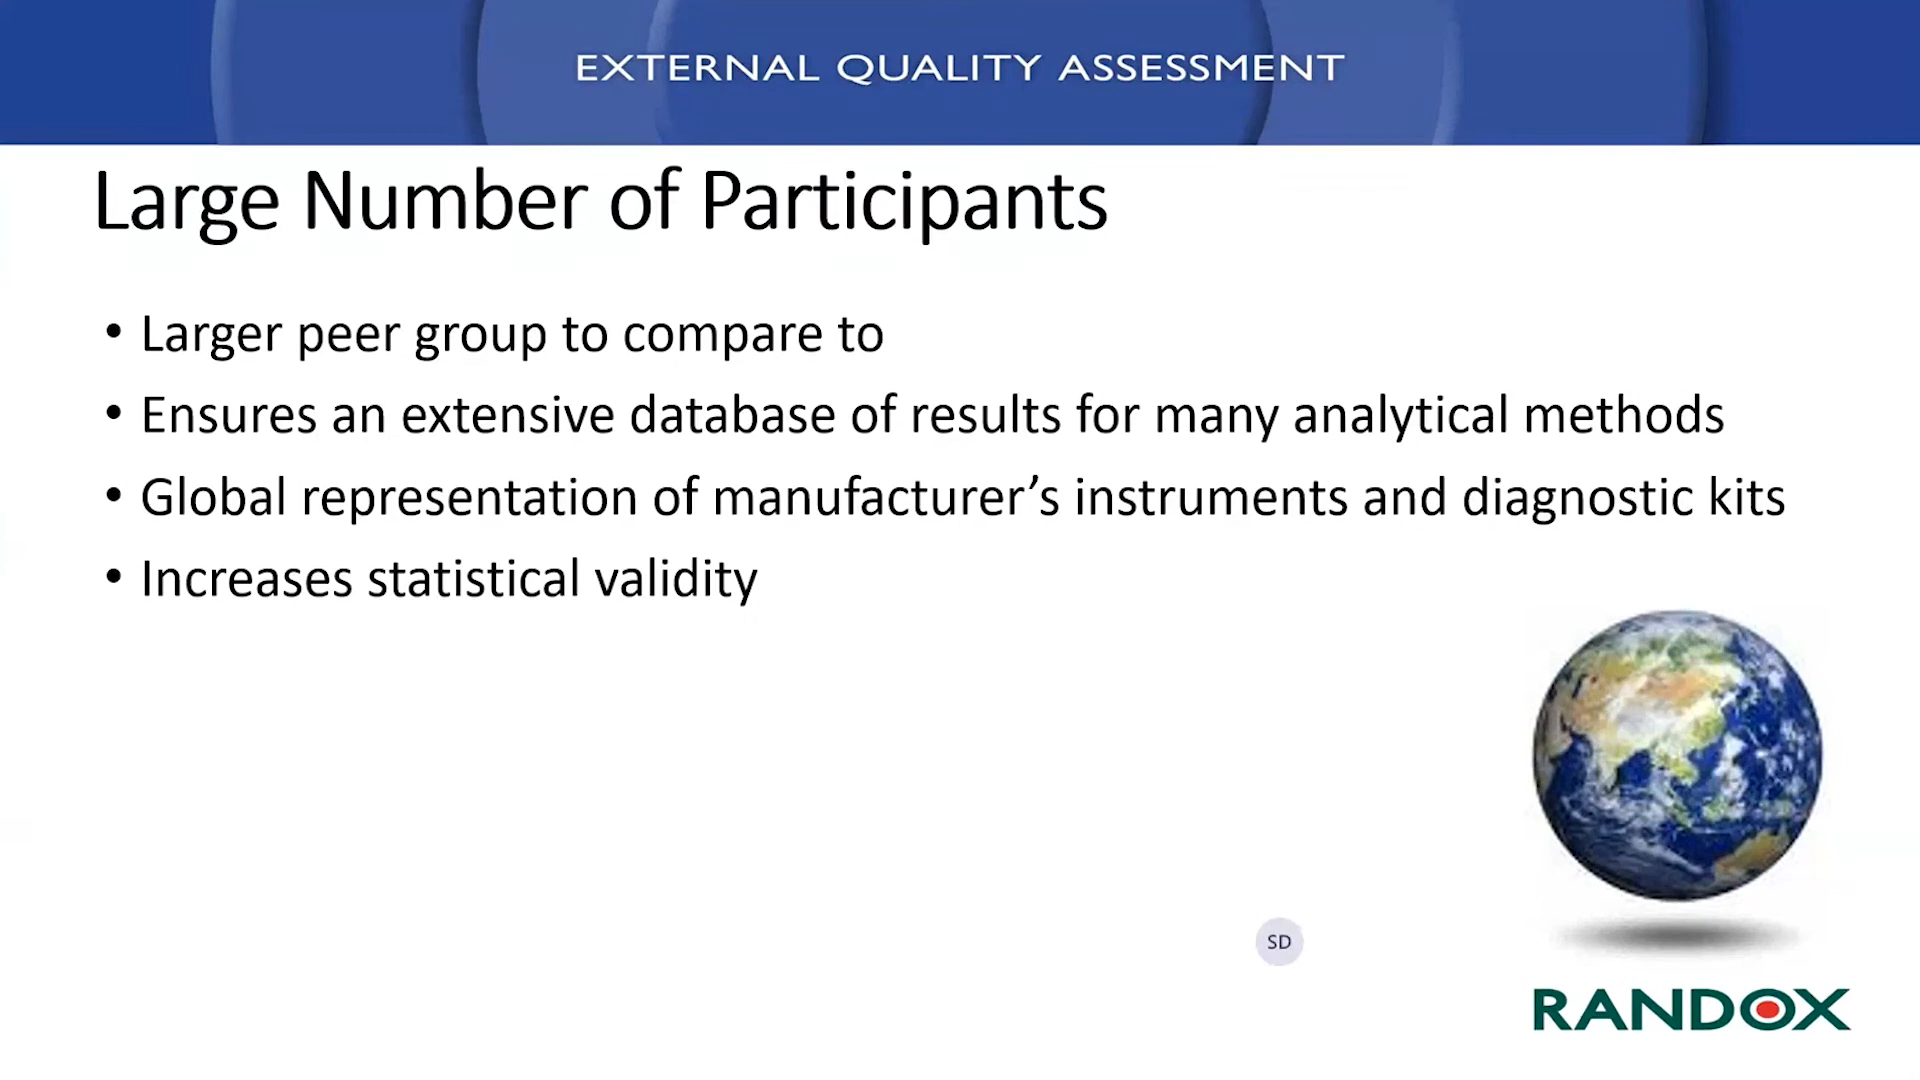 EXTERNAL QUALITY ASSESSMENT
Large Number of Participants
• Larger peer group to compare to
• Ensures an extensive database of results for many analytical methods
• Global representation of manufacturer’s instruments and diagnostic kits
• Increases statistical validity
SD
RANDOX